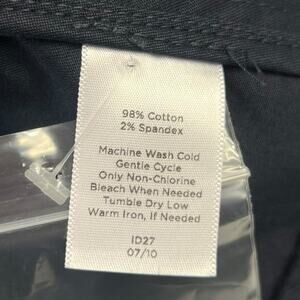 98% Cotton
2% Spandex
Machine Wash Cold
Gentle Cycle
Only Non-Chlorine
Bleach When Needed
Tumble Dry Low
Warm Iron, if Needed
ID27
07/10